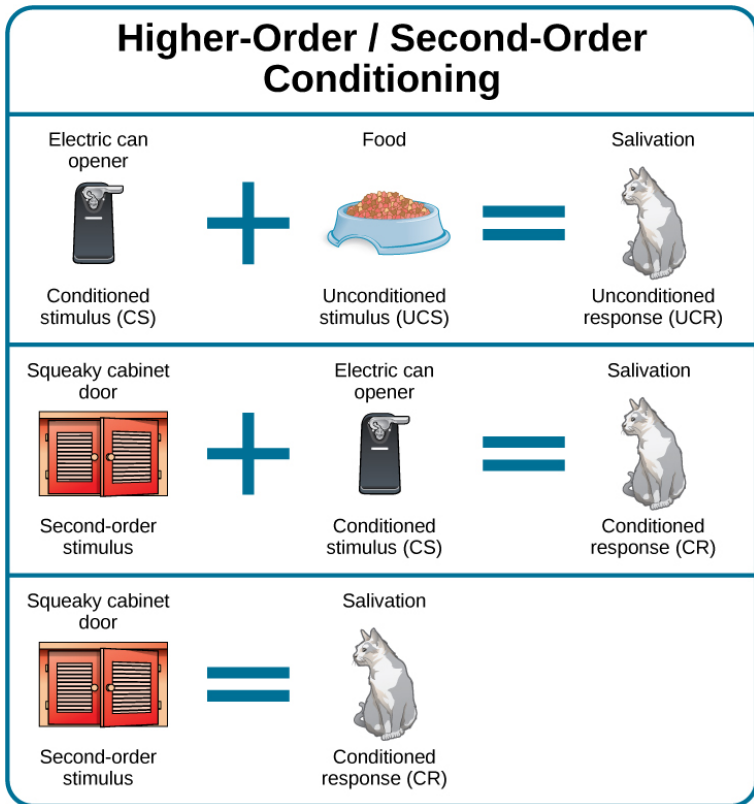 Higher-Order / Second-Order
Conditioning
Electric can
opener
Food
Salivation
Conditioned
stimulus (CS)
Unconditioned
stimulus (UCS)
Unconditioned
response (UCR)
Squeaky cabinet
door
Electric can
opener
Salivation
Second-order
stimulus
Conditioned
stimulus (CS)
Conditioned
response (CR)
Squeaky cabinet
door
Salivation
Second-order
stimulus
Conditioned
response (CR)